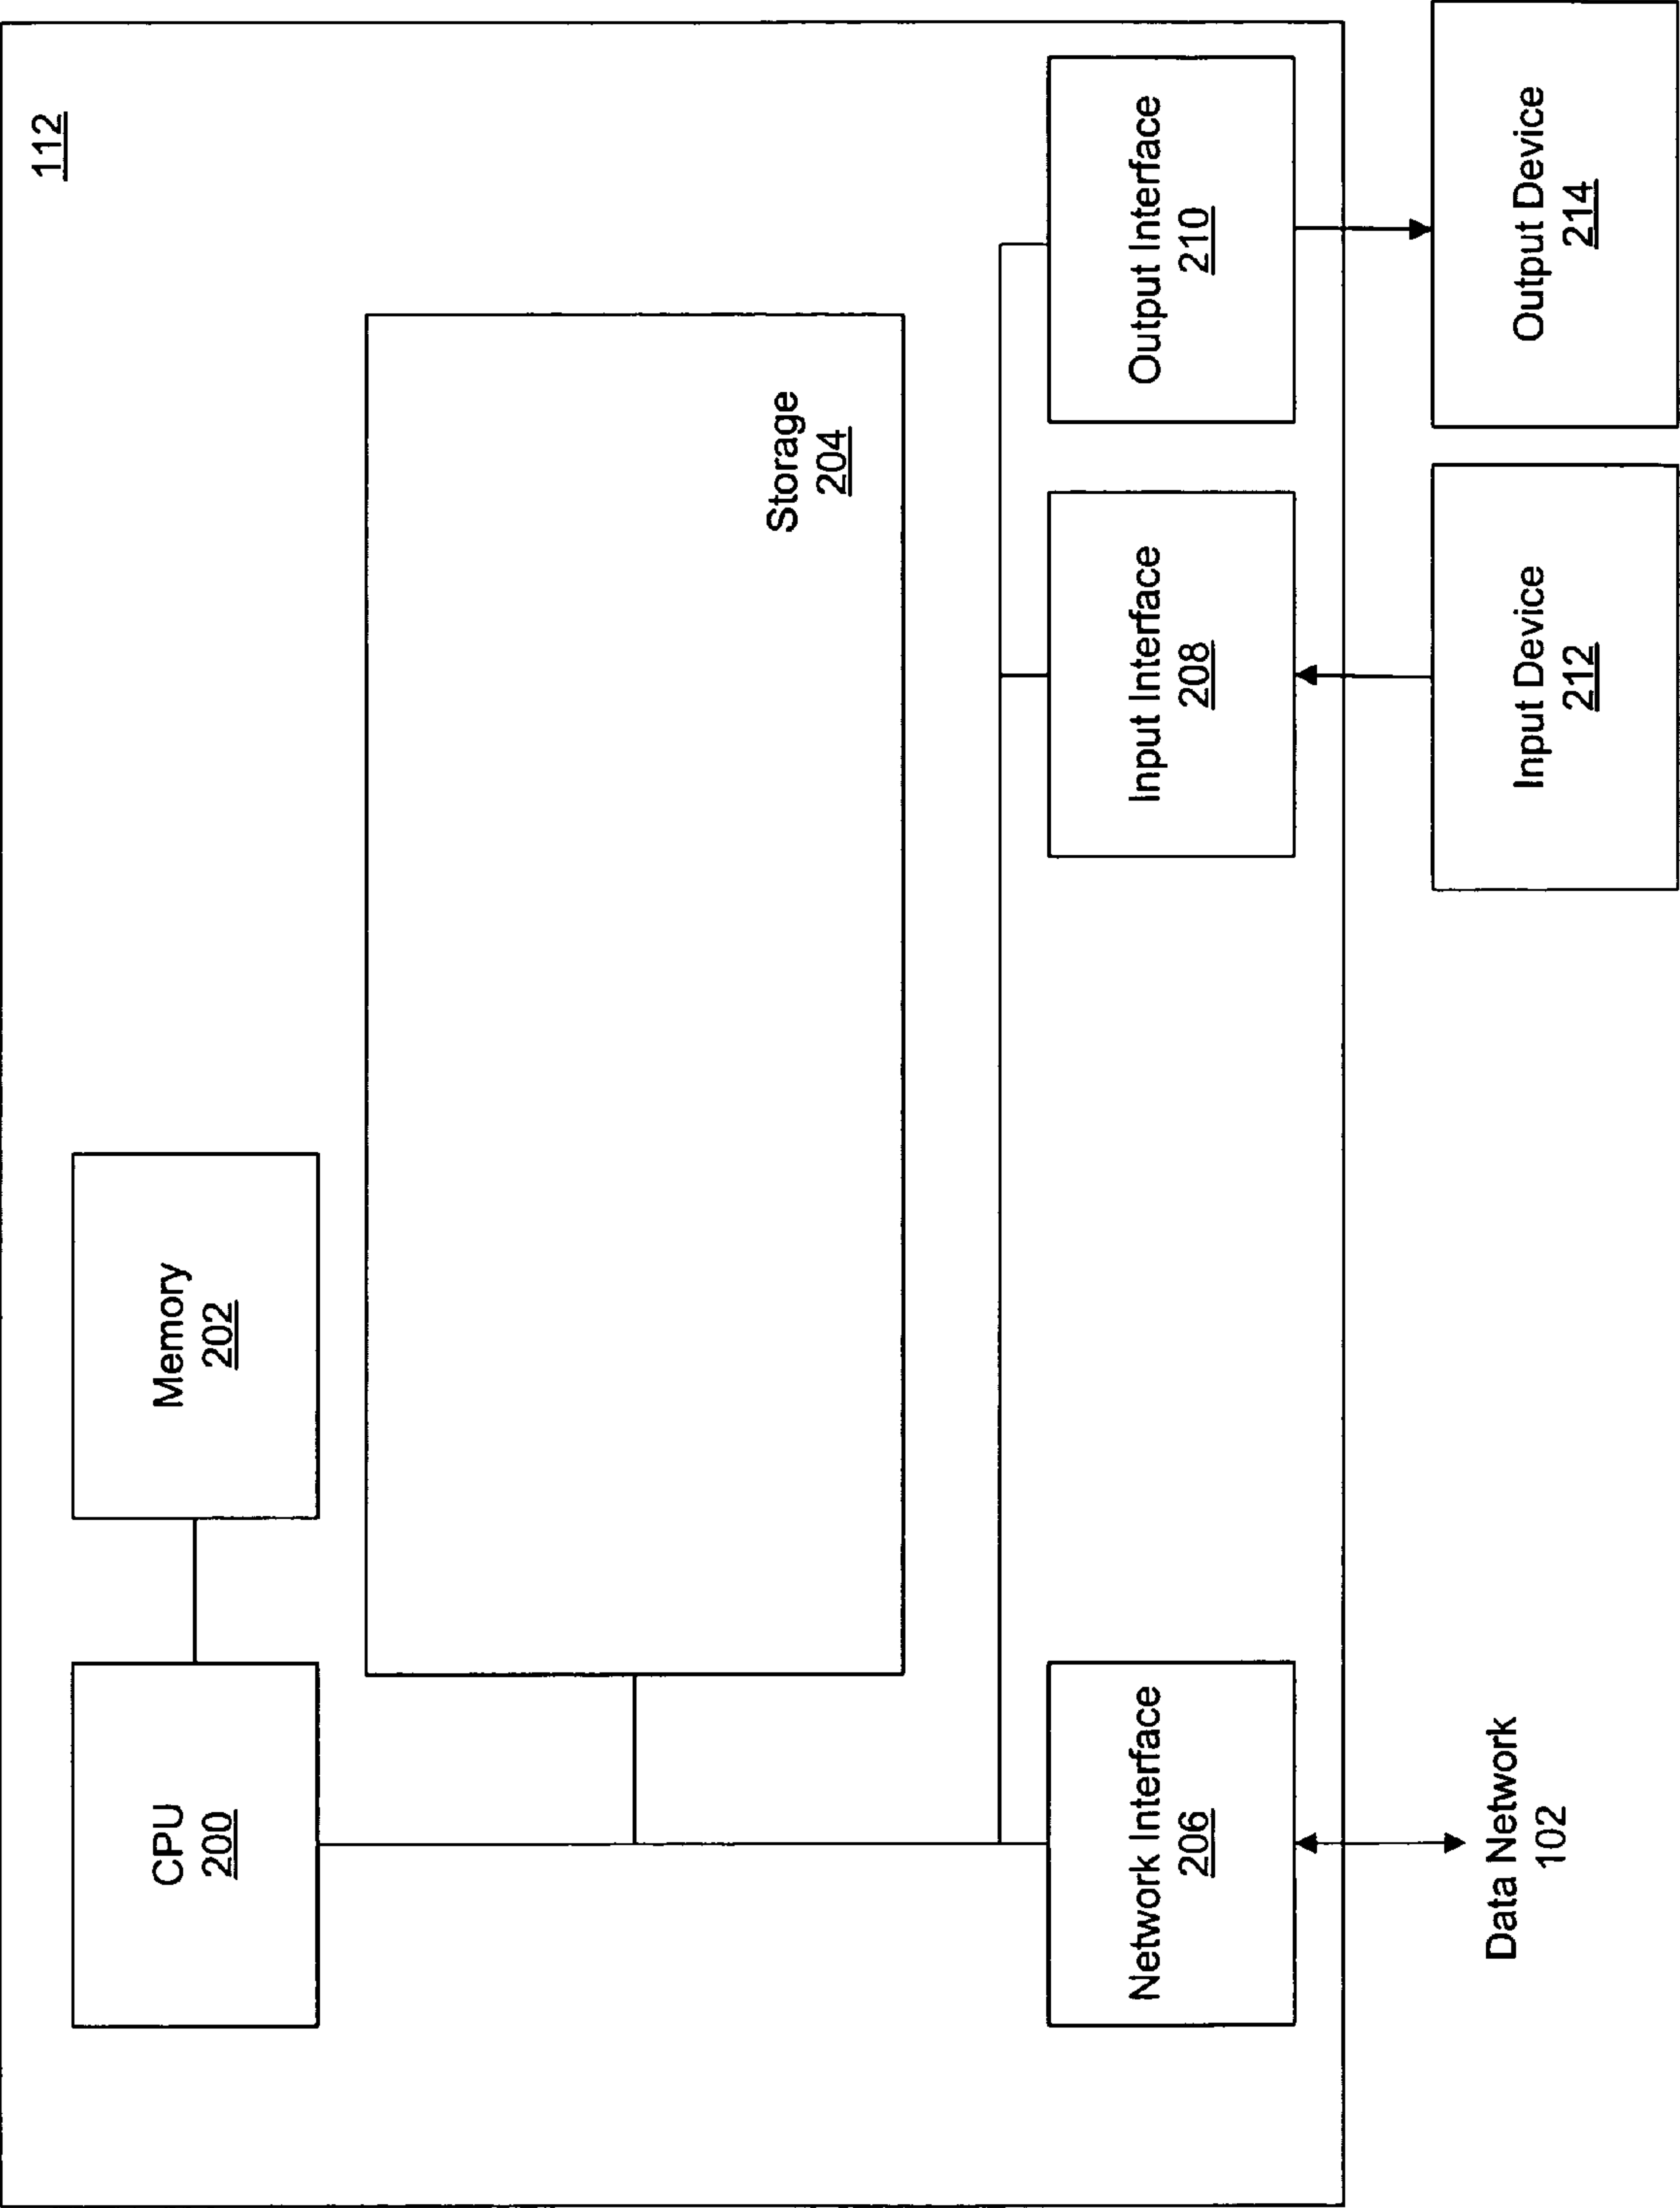 112
CPU
200
Memory
202
Storage
204
Network Interface
206
Input Interface
208
Output Interface
210
Data Network
102
Input Device
212
Output Device
214